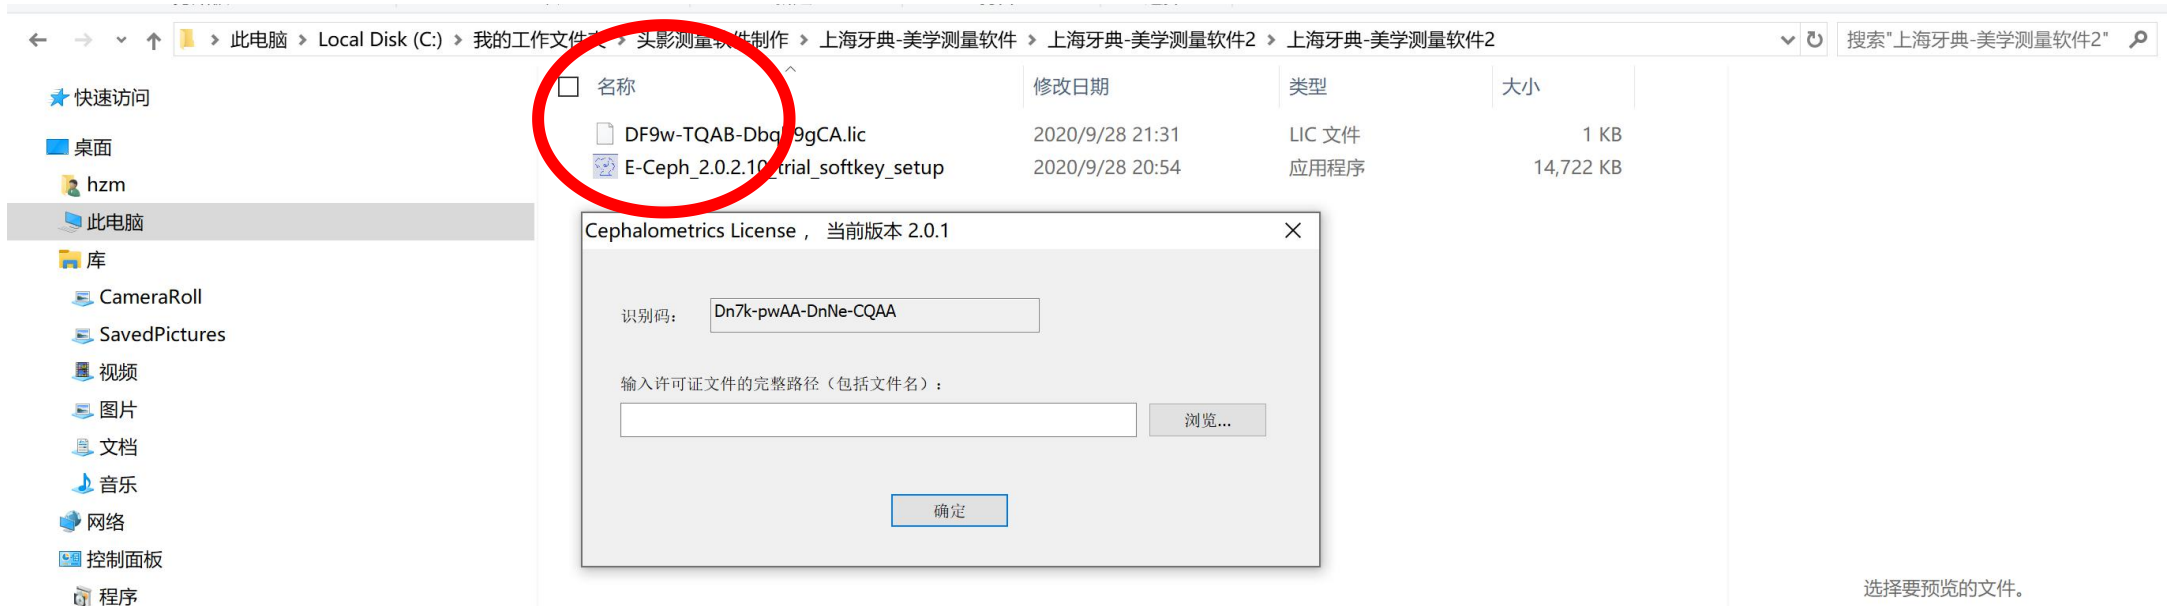 此电脑 > Local Disk (C:) > 我的工作文件夹 > 头影测量软件制作 > 上海牙典-美学测量软件 > 上海牙典-美学测量软件2 > 上海牙典-美学测量软件2
搜索"上海牙典-美学测量软件2"
名称 修改日期 类型 大小
快速访问
桌面
hzm
此电脑
库
CameraRoll
SavedPictures
视频
图片
文档
音乐
网络
控制面板
程序
2020/9/28 21:31 LIC 文件 1 KB
E-Ceph_2.0.2.10_trial_softkey_setup 2020/9/28 20:54 应用程序 14,722 KB
Cephalometrics License， 当前版本 2.0.1
识别码： Dn7k-pwAA-DnNe-CQAA
输入许可证文件的完整路径（包括文件名）：
浏览...
确定
选择要预览的文件。